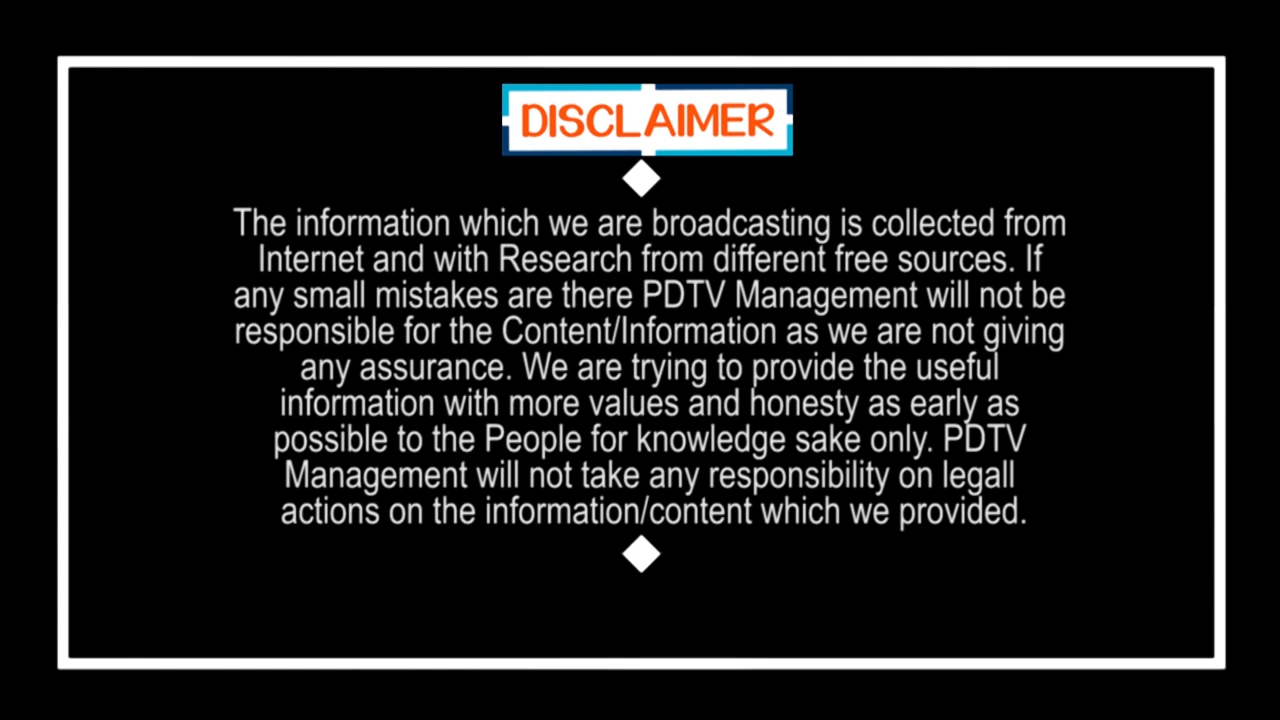 DISCLAIMER
The information which we are broadcasting is collected from
Internet and with Research from different free sources. If
any small mistakes are there PDTV Management will not be
responsible for the Content/Information as we are not giving
any assurance. We are trying to provide the useful
information with more values and honesty as early as
possible to the People for knowledge sake only. PDTV
Management will not take any responsibility on legall
actions on the information/content which we provided.